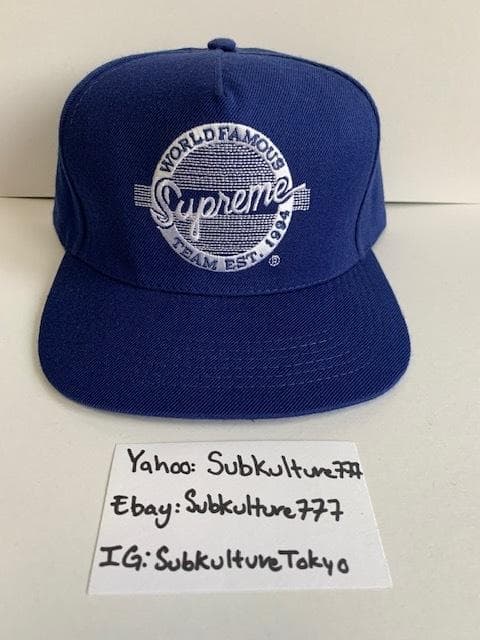 WORLD FAMOUS
Supreme
TEAM EST. 1994
®
Yahoo: Subkulture777
Ebay: Subkulture777
IG: SubkultureTokyo